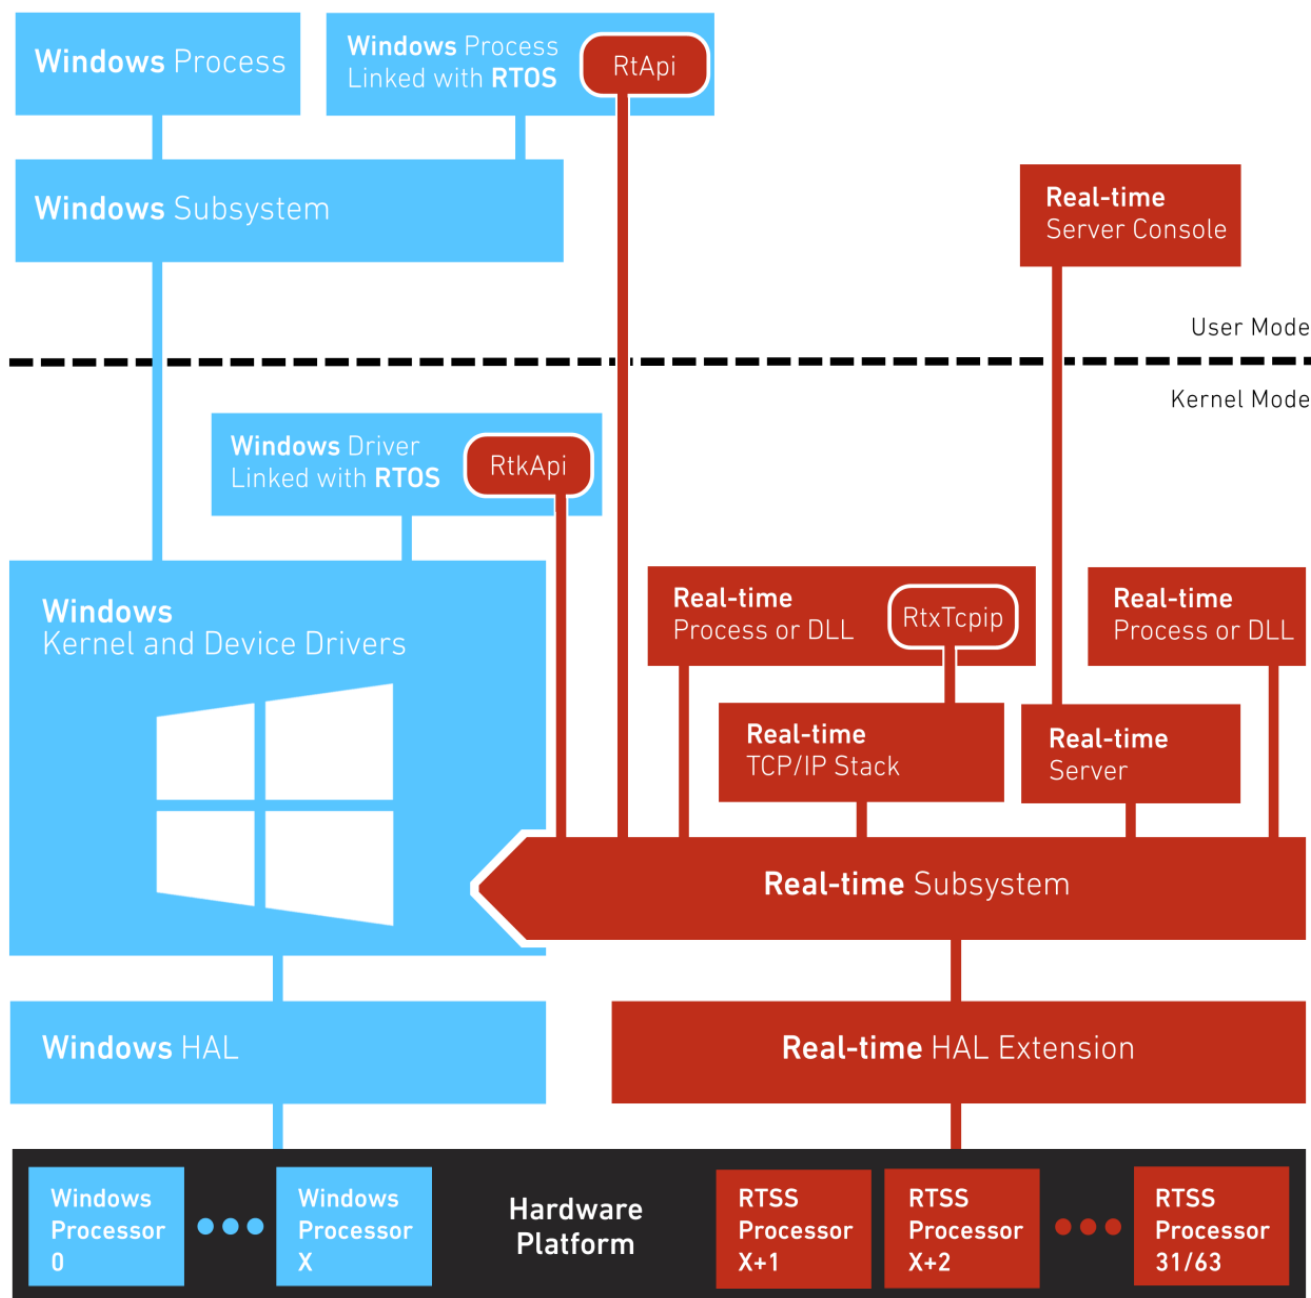 Windows Process
Windows Process
Linked with RTOS
RtApi
Windows Subsystem
Real-time
Server Console
User Mode
Kernel Mode
Windows Driver
Linked with RTOS
RtkApi
Windows
Kernel and Device Drivers
Real-time
Process or DLL
RtxTcpip
Real-time
Process or DLL
Real-time
TCP/IP Stack
Real-time
Server
Real-time Subsystem
Windows HAL
Real-time HAL Extension
Windows
Processor
0
Windows
Processor
X
Hardware
Platform
RTSS
Processor
X+1
RTSS
Processor
X+2
RTSS
Processor
31/63